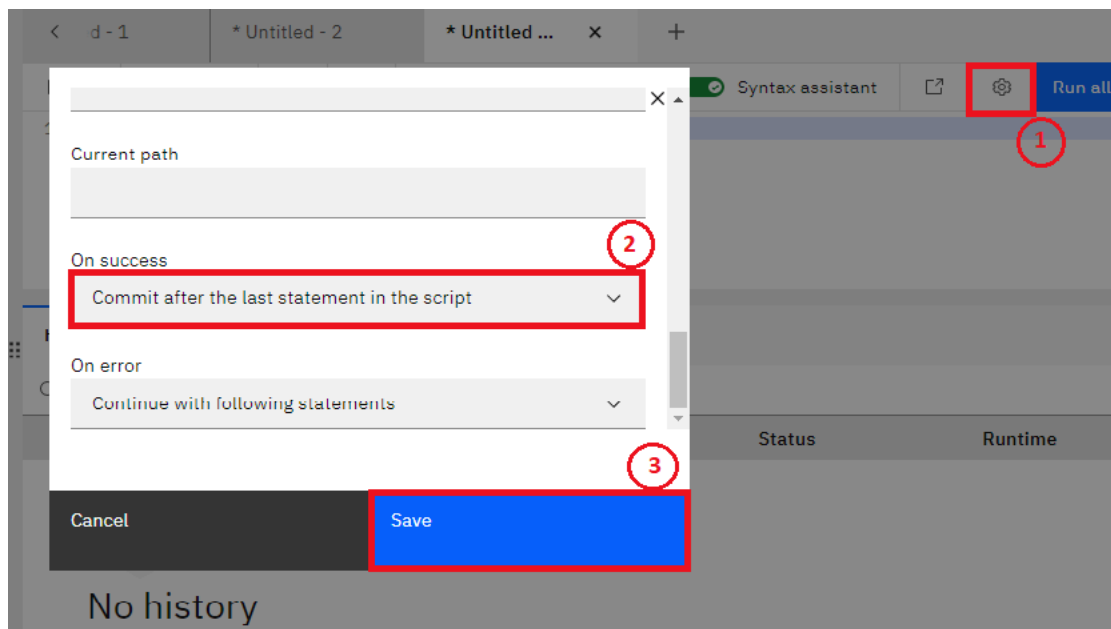 d - 1
* Untitled - 2
* Untitled ...
Syntax assistant
Run all
1
Current path
2
On success
Commit after the last statement in the script
On error
Continue with following statements
Status
Runtime
3
Cancel
Save
No history